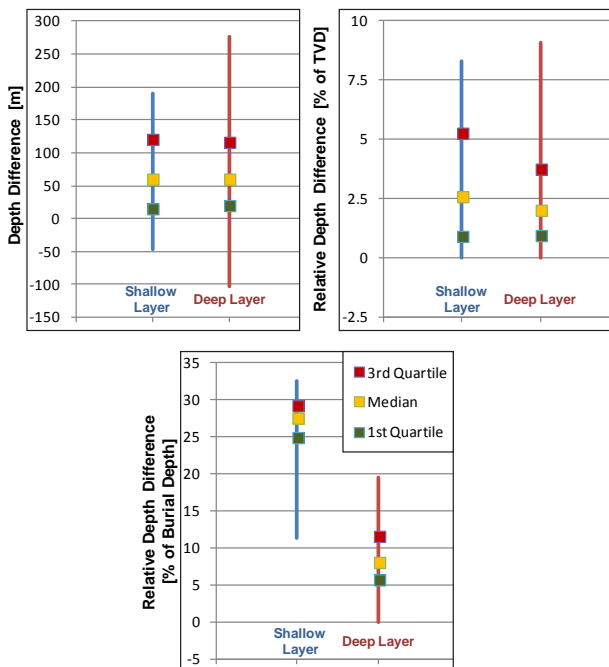 Depth Difference [m]
300
250
200
150
100
50
0
-50
-100
-150
Shallow
Layer
Deep Layer
Relative Depth Difference [% of TVD]
10
7.5
5
2.5
0
-2.5
Shallow
Layer
Deep Layer
Relative Depth Difference
[% of Burial Depth]
35
30
25
20
15
10
5
0
-5
3rd Quartile
Median
1st Quartile
Shallow
Layer
Deep Layer